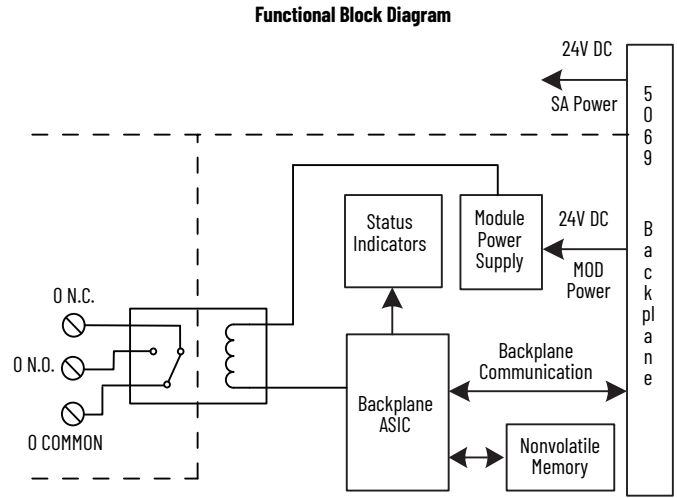 Functional Block Diagram
24V DC
SA Power
5
0
6
9
B
a
c
k
pl
a
n
e
Status
Indicators
Module
Power
Supply
24V DC
MOD
Power
0 N.C.
0 N.O.
0 COMMON
Backplane
ASIC
Backplane
Communication
Nonvolatile
Memory